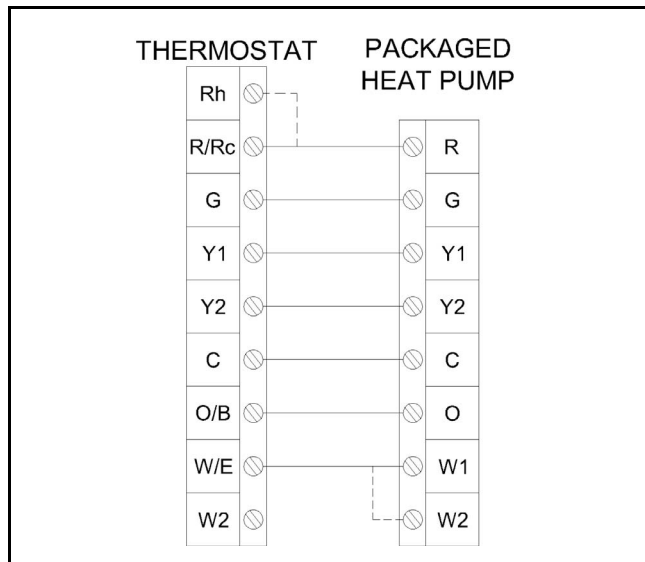 THERMOSTAT
PACKAGED
HEAT PUMP
Rh
R/Rc
R
G
G
Y1
Y1
Y2
Y2
C
C
O/B
O
W/E
W1
W2
W2